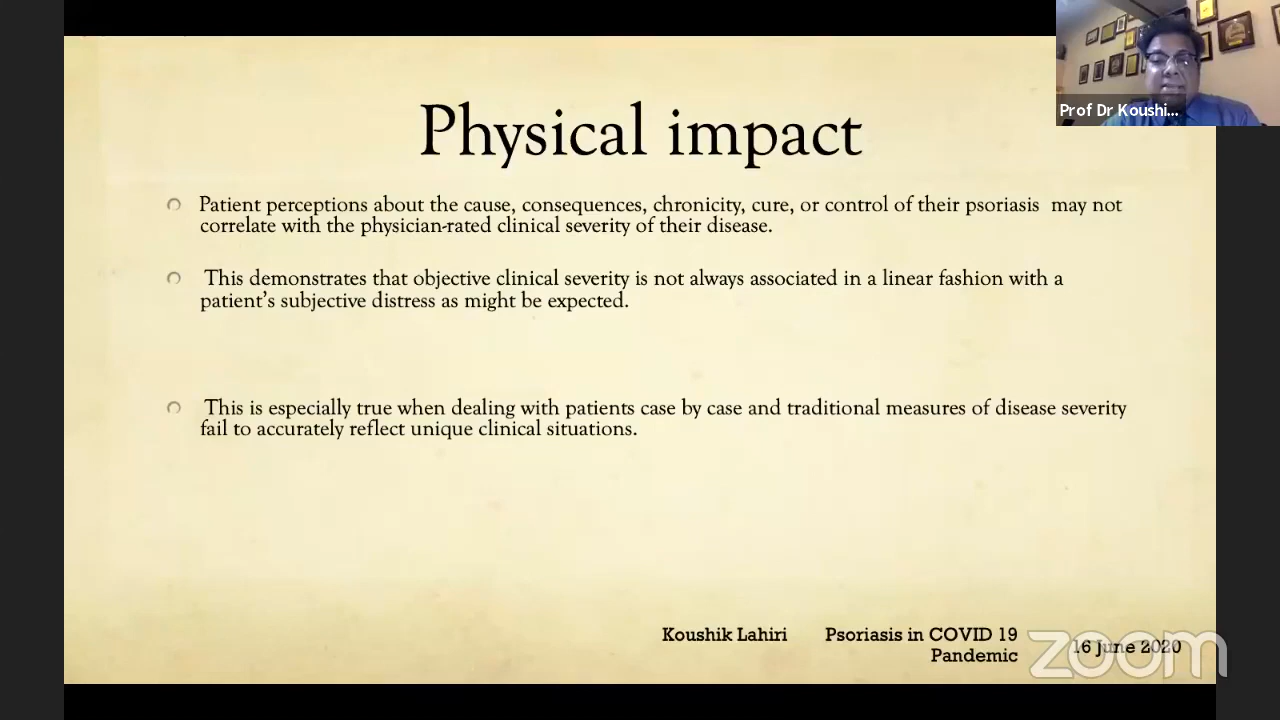 Prof Dr Koushi...
Physical impact
Patient perceptions about the cause, consequences, chronicity, cure, or control of their psoriasis may not
correlate with the physician-rated clinical severity of their disease.
This demonstrates that objective clinical severity is not always associated in a linear fashion with a
patient's subjective distress as might be expected.
This is especially true when dealing with patients case by case and traditional measures of disease severity
fail to accurately reflect unique clinical situations.
Koushik Lahiri
Psoriasis in COVID 19
Pandemic
16 June 2020
zoom